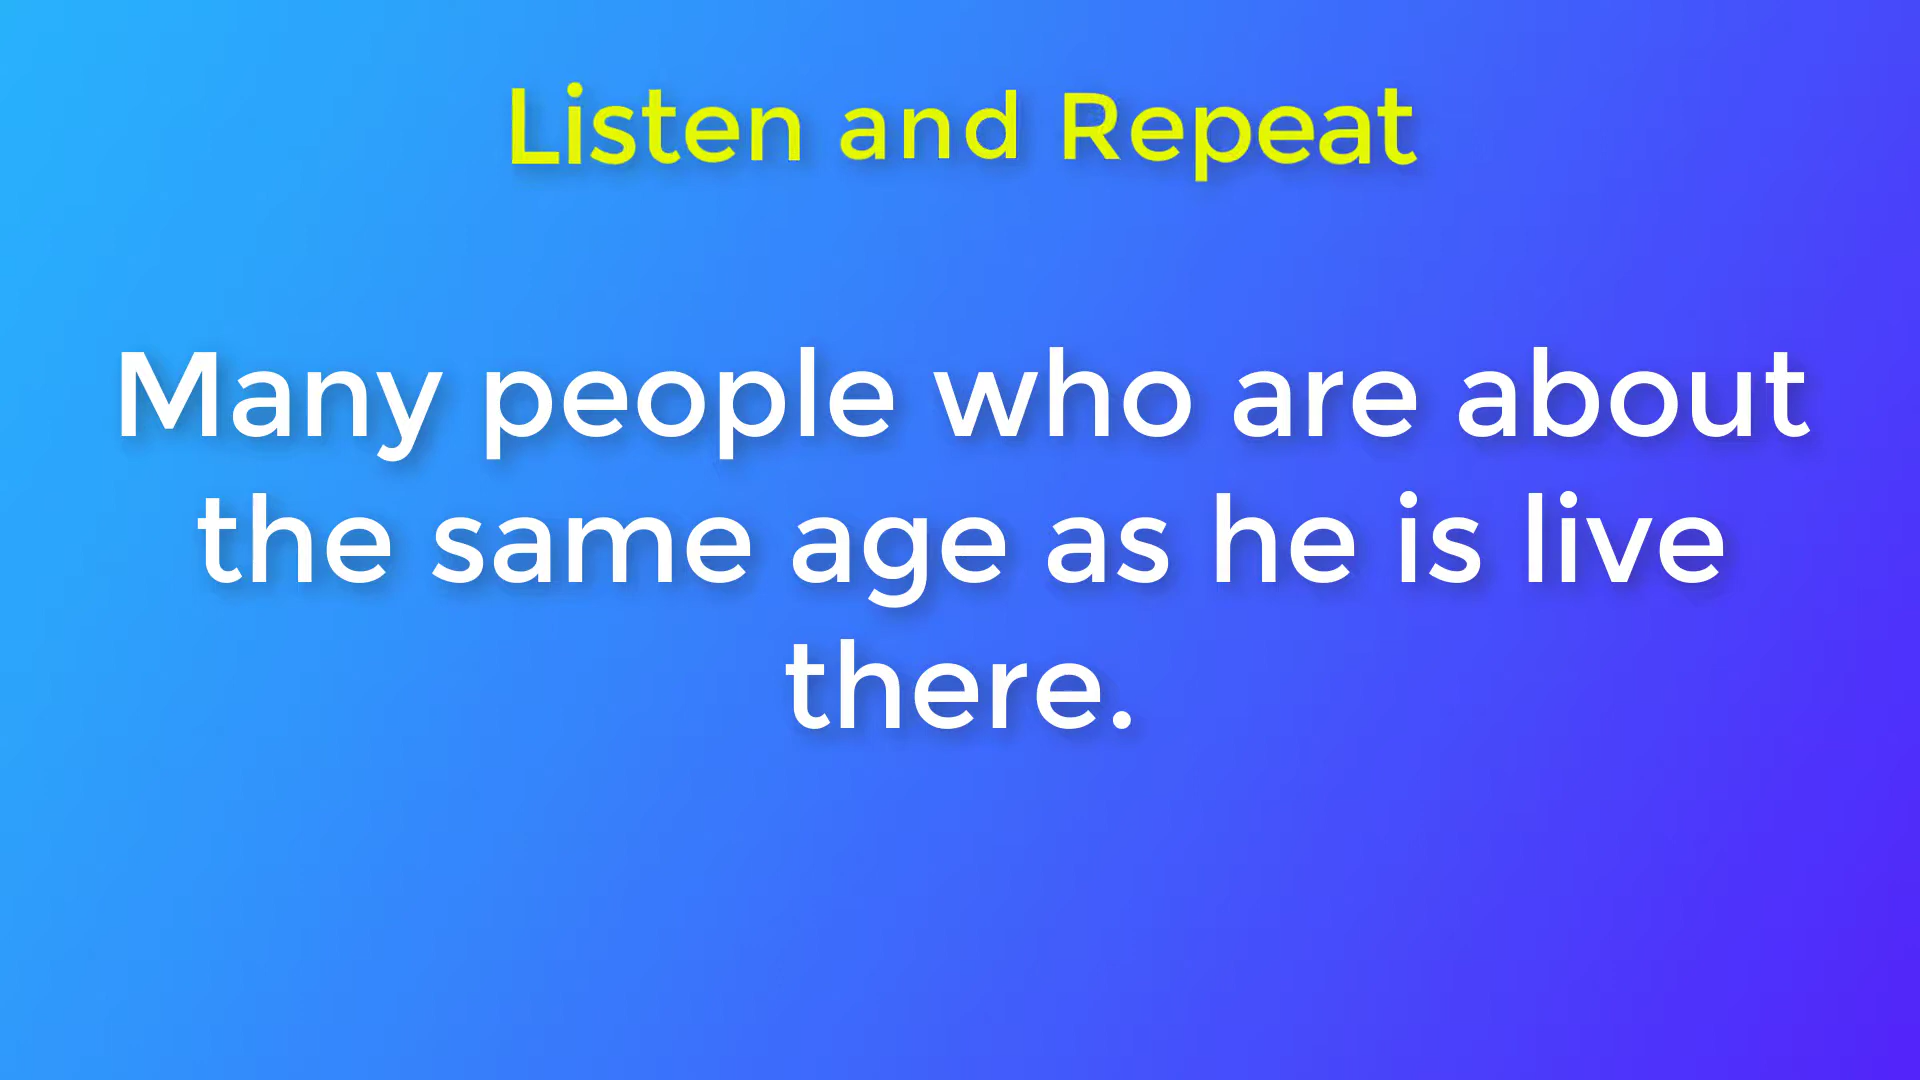 Listen and Repeat
Many people who are about
the same age as he is live
there.